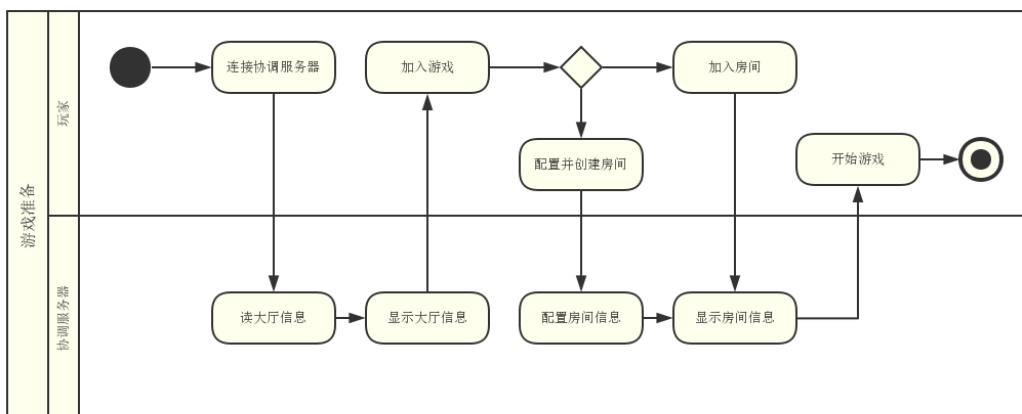 游戏准备
玩家
连接协调服务器
加入游戏
加入房间
配置并创建房间
开始游戏
协调服务器
读大厅信息
显示大厅信息
配置房间信息
显示房间信息